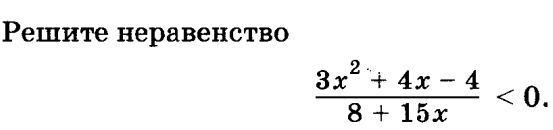 Решите неравенство
3x² + 4x − 4
8 + 15x
< 0.